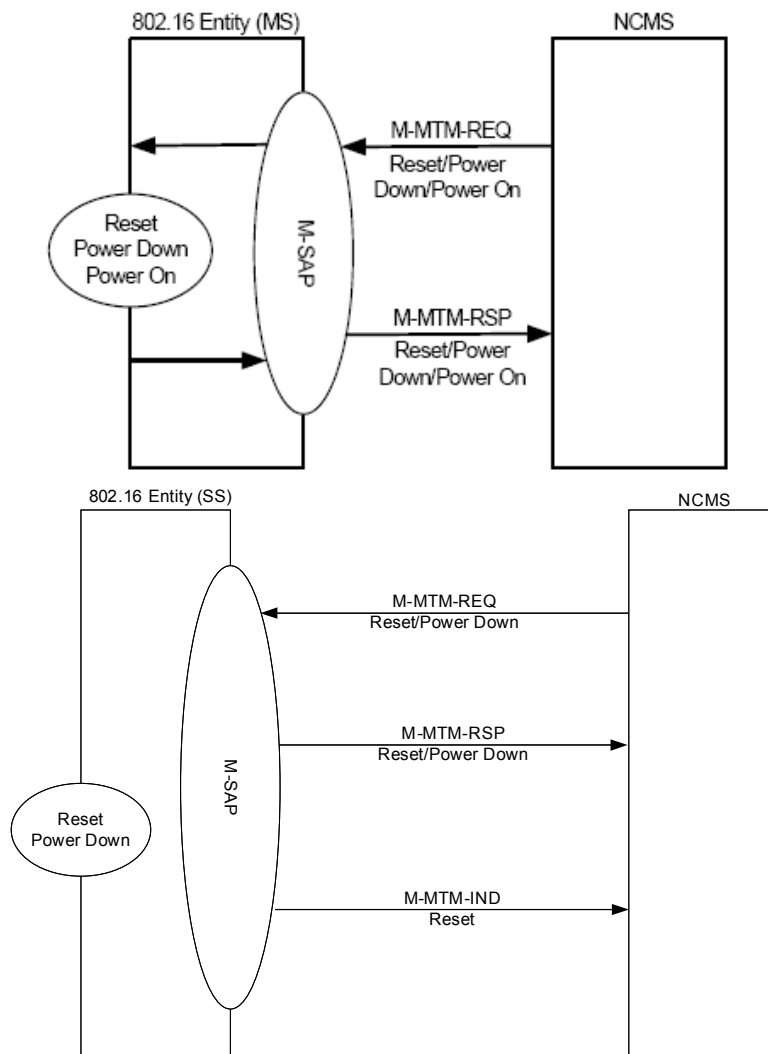 802.16 Entity (MS)
NCMS
M-MTM-REQ
Reset/Power
Down/Power On
Reset
Power Down
Power On
M-SAP
M-MTM-RSP
Reset/Power
Down/Power On
802.16 Entity (SS)
NCMS
M-MTM-REQ
Reset/Power Down
M-MTM-RSP
Reset/Power Down
M-SAP
Reset
Power Down
M-MTM-IND
Reset